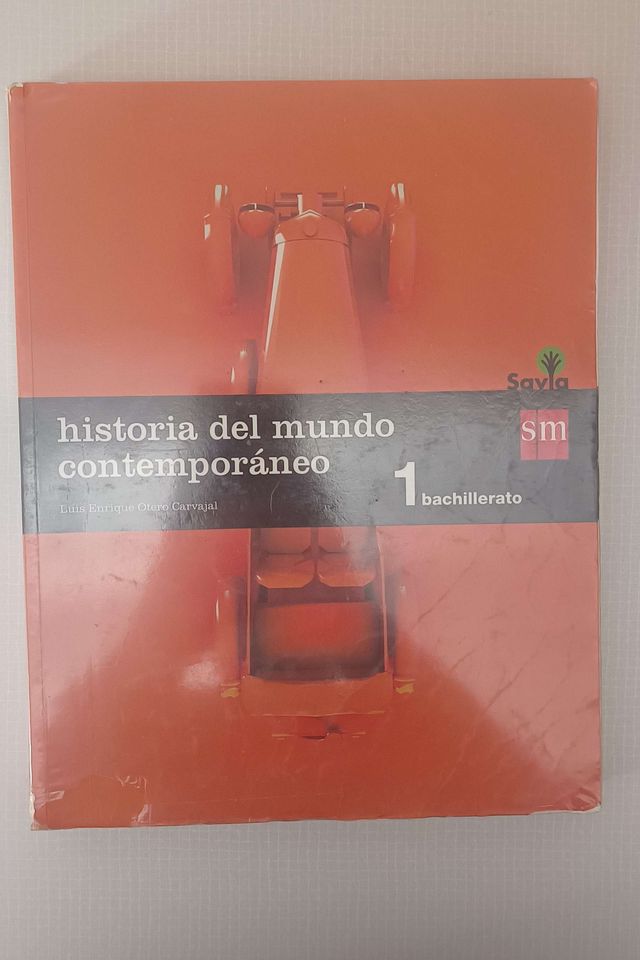 Savia
historia del mundo
contemporáneo
sm
1 bachillerato
Luis Enrique Otero Carvajal